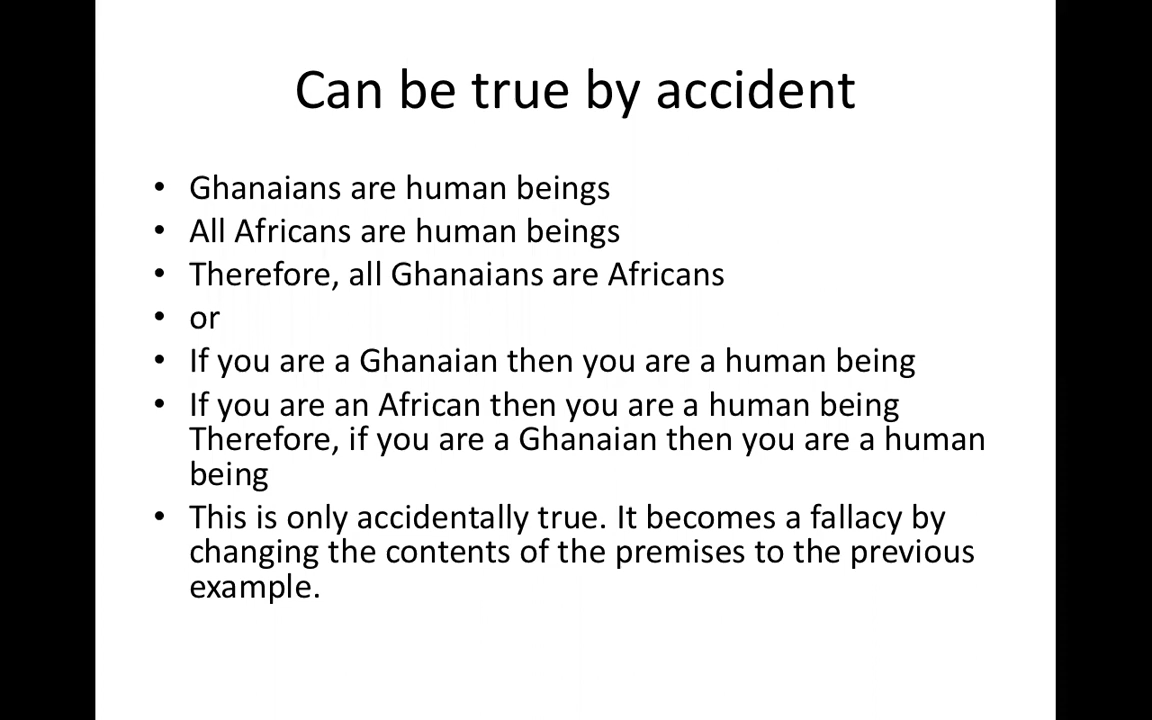 Can be true by accident
• Ghanaians are human beings
• All Africans are human beings
• Therefore, all Ghanaians are Africans
• or
• If you are a Ghanaian then you are a human being
• If you are an African then you are a human being
Therefore, if you are a Ghanaian then you are a human
being
• This is only accidentally true. It becomes a fallacy by
changing the contents of the premises to the previous
example.